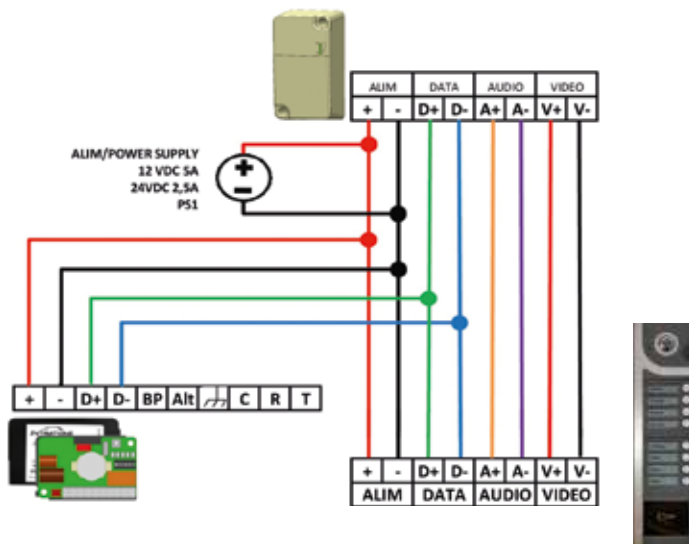 ALIM DATA AUDIO VIDEO
+ - D+ D- A+ A- V+ V-
ALIM/POWER SUPPLY
12 VDC 5A
24VDC 2,5A
PS1
+
-
+ - D+ D- BP Alt C R T
+ - D+ D- A+ A- V+ V-
ALIM DATA AUDIO VIDEO